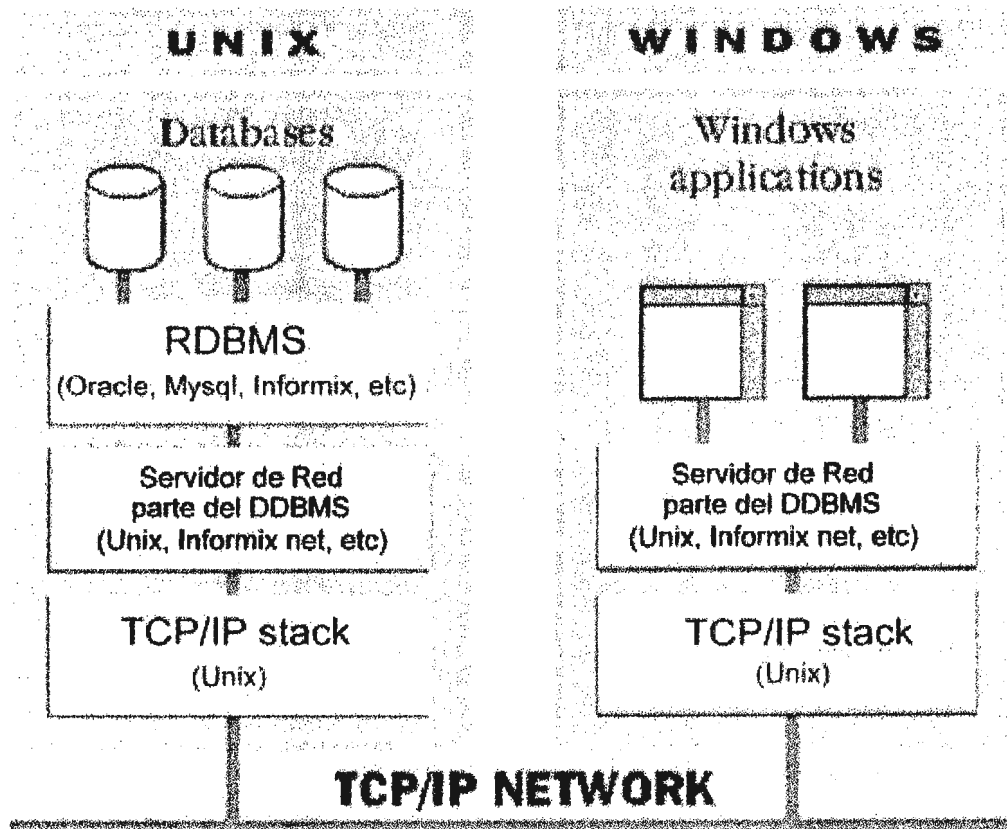 UNIX
Databases
RDBMS
(Oracle, Mysql, Informix, etc)
Servidor de Red
parte del DDBMS
(Unix, Informix net, etc)
TCP/IP stack
(Unix)
WINDOWS
Windows
applications
Servidor de Red
parte del DDBMS
(Unix, Informix net, etc)
TCP/IP stack
(Unix)
TCP/IP NETWORK